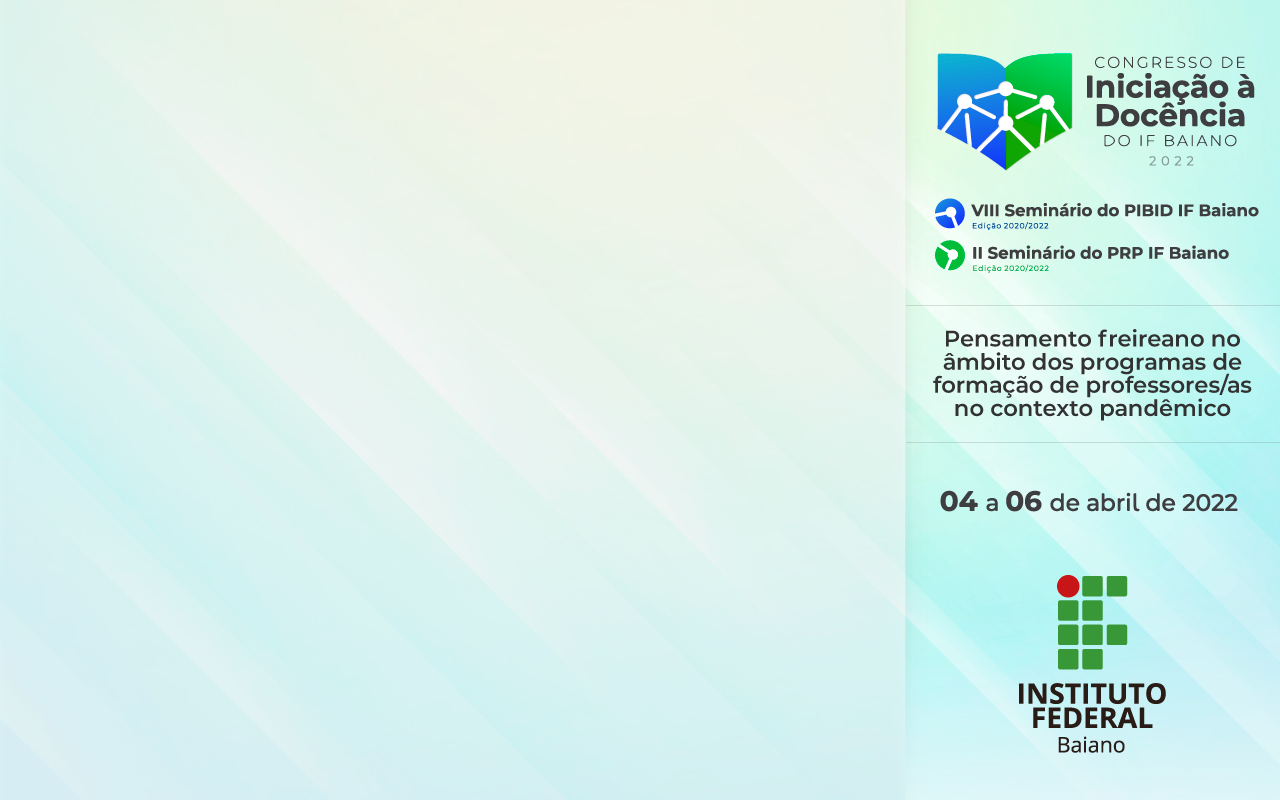 CONGRESSO DE
Iniciação à
Docência
DO IF BAIANO
2022
VIII Seminário do PIBID IF Baiano
Edição 2020/2022
II Seminário do PRP IF Baiano
Edição 2020/2022
Pensamento freireano no
âmbito dos programas de
formação de professores/as
no contexto pandêmico
04 a 06 de abril de 2022
INSTITUTO
FEDERAL
Baiano